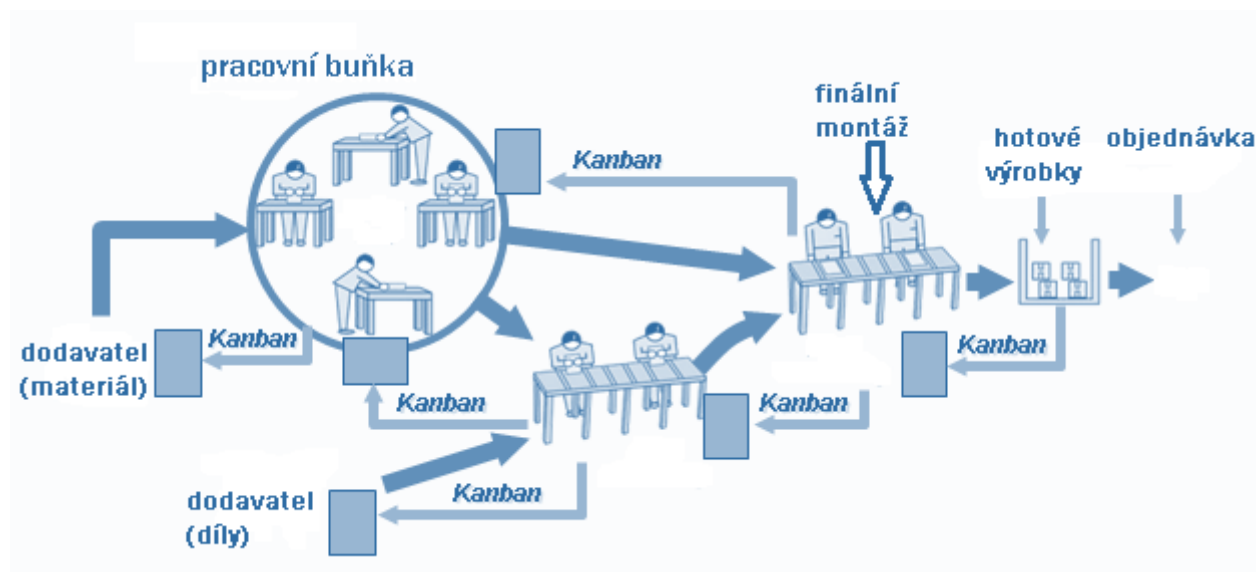 pracovní buňka
finální
montáž
hotové
výrobky
objednávka
Kanban
Kanban
Kanban
dodavatel
(materiál)
Kanban
Kanban
Kanban
dodavatel
(díly)